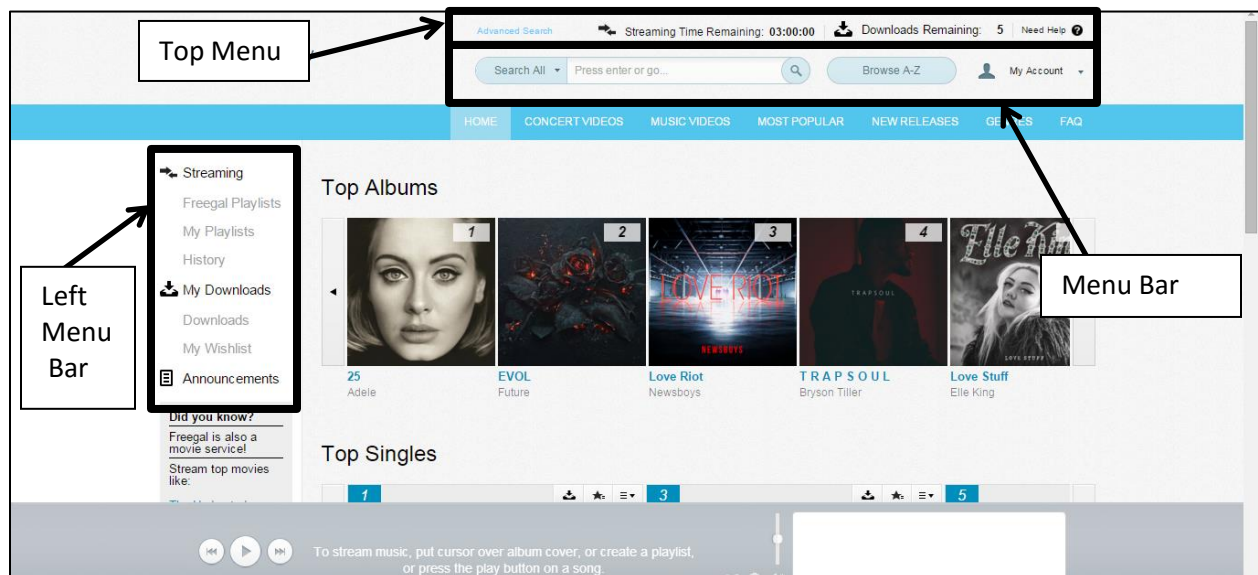 Top Menu
Advanced Search Streaming Time Remaining: 03:00:00 Downloads Remaining: 5 Need Help ?
Search All Press enter or go... Browse A-Z My Account
HOME CONCERT VIDEOS MUSIC VIDEOS MOST POPULAR NEW RELEASES GENRES FAQ
Left
Menu
Bar
Streaming
Freegal Playlists
My Playlists
History
My Downloads
Downloads
My Wishlist
Announcements
Did you know?
Freegal is also a
movie service!
Stream top movies
like:
Top Albums
1 2 3 4
LOVE RIOT
NEWSBOYS
TRAPSOUL
Elle King
LOVE STUFF
Menu Bar
25 EVOL Love Riot T R A P S O U L Love Stuff
Adele Future Newsboys Bryson Tiller Elle King
Top Singles
1 3 5
To stream music, put cursor over album cover, or create a playlist,
or press the play button on a song.